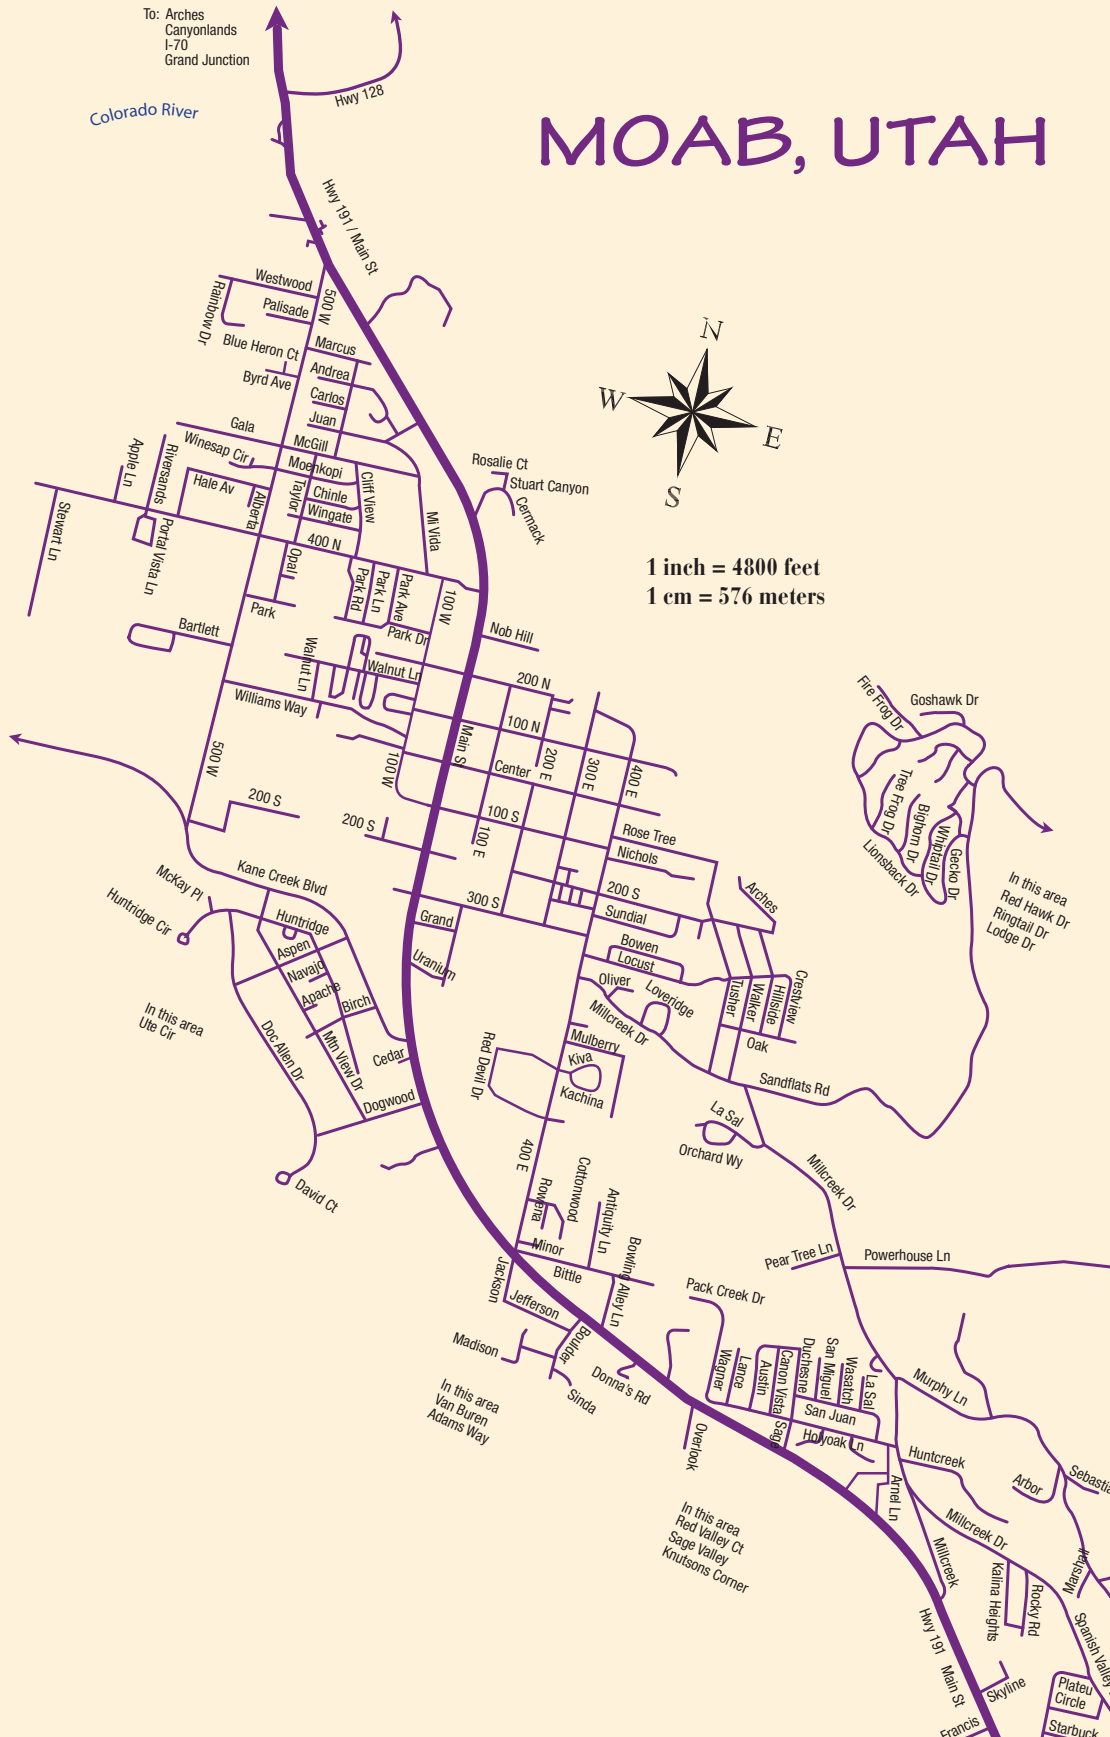 To: Arches
Canyonlands
I-70
Grand Junction
Hwy 128
Colorado River
MOAB, UTAH
Hwy 191 / Main St
Westwood
500 W
Rainbow Dr
Palisade
Blue Heron Ct
Marcus
Byrd Ave
Andrea
Carlos
Juan
N
W
E
S
Gala
McGill
Winesap Cir
Apple Ln
Riversands
Moenkopi
Hale Av
Alberta
Taylor
Chinle
Wingate
Cliff View
Mi Vida
Rosalie Ct
Stuart Canyon
Cermack
Stewart Ln
Portal Vista Ln
400 N
Opal
Park Rd
Park Ln
Park Ave
100 W
1 inch = 4800 feet
1 cm = 576 meters
Park
Bartlett
Park Dr
Nob Hill
Walnut Ln
Walnut Ln
Williams Way
200 N
100 N
Main St
Center
200 E
300 E
400 E
500 W
100 W
Fire Frog Dr
Goshawk Dr
Tree Frog Dr
Bighorn Dr
Whiptail Dr
Gecko Dr
Lionsback Dr
In this area
Red Hawk Dr
Ringtail Dr
Lodge Dr
200 S
200 S
100 S
100 E
Rose Tree
Nichols
200 S
Arches
McKay Pl
Kane Creek Blvd
Huntridge Cir
Huntridge
300 S
Grand
Uranium
Sundial
Bowen
Locust
Oliver
Loveridge
Millcreek Dr
Tusher
Walker
Hillside
Crestview
Aspen
Navajo
Apache
Birch
In this area
Ute Cir
Doc Allen Dr
Mtn View Dr
Cedar
Dogwood
David Ct
Red Devil Dr
Mulberry
Kiva
Kachina
Oak
Sandflats Rd
La Sal
Orchard Wy
Millcreek Dr
400 E
Rowena
Cottonwood
Antiquity Ln
Minor
Bittle
Bowling Alley Ln
Pear Tree Ln
Powerhouse Ln
Jackson
Jefferson
Boulder
Madison
Sinda
Donna's Rd
Pack Creek Dr
In this area
Van Buren
Adams Way
Wagner
Lance
Austin
Canon Vista
Duchesne
San Miguel
Wasatch
La Sal
San Juan
Sage
Holyoak Ln
Overlook
Murphy Ln
Huntcreek
Arbor
Sebastia
Arnel Ln
Millcreek Dr
In this area
Red Valley Ct
Sage Valley
Knutsons Corner
Millcreek
Kalina Heights
Rocky Rd
Marshall
Spanish Valley
Hwy 191
Main St
Skyline
Plateu
Circle
Francis
Starbuck